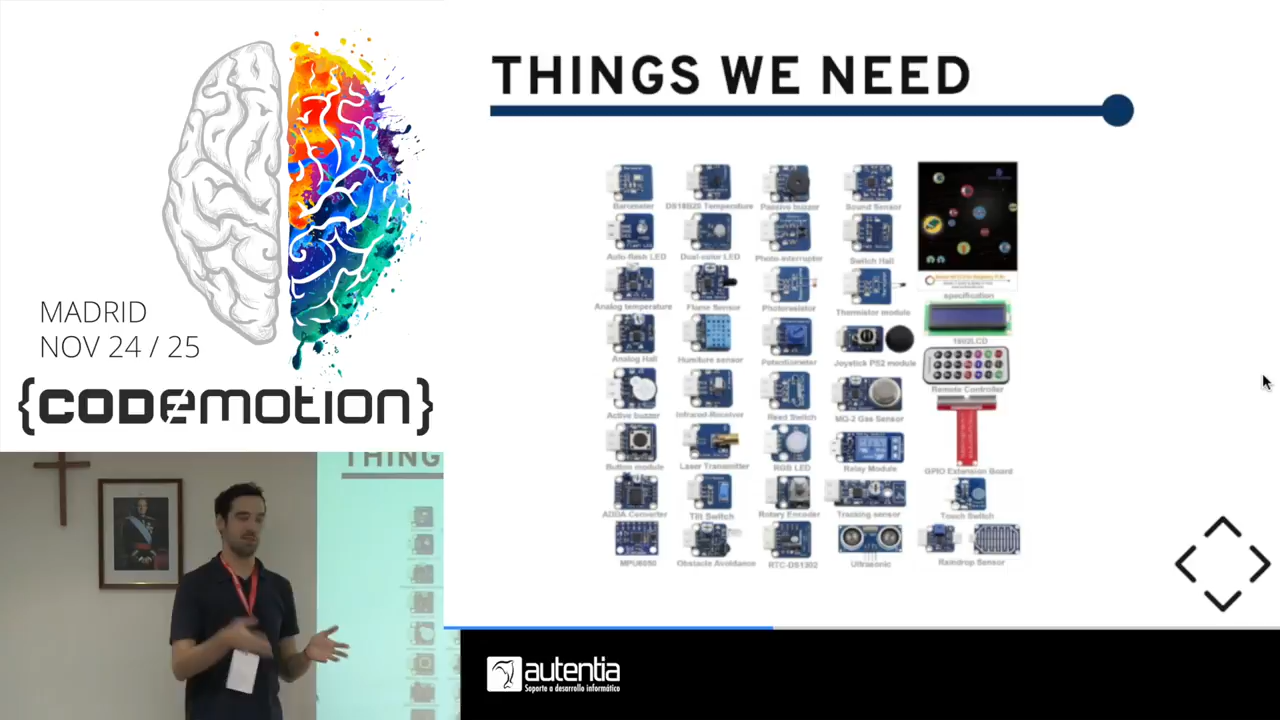 MADRID
NOV 24 / 25
{CODEMOTION}
THINGS WE NEED
Barometer
DS18B20 Temperature
Passive buzzer
Sound Sensor
Auto-flash LED
Dual-color LED
Photo-interrupter
Switch Hall
Analog temperature
Flame Sensor
Photoresistor
Thermistor module
specification
1602LCD
Analog Hall
Humiture sensor
Potentiometer
Joystick PS2 module
Remote Controller
Active buzzer
Infrared-Receiver
Reed Switch
MQ-2 Gas Sensor
Button module
Laser Transmitter
RGB LED
Relay Module
GPIO Extension Board
ADDA Converter
Tilt Switch
Rotary Encoder
Tracking sensor
Touch Switch
MPU6050
Obstacle Avoidance
RTC-DS1302
Ultrasonic
Raindrop Sensor
THING
autentia
Soporte a desarrollo informático